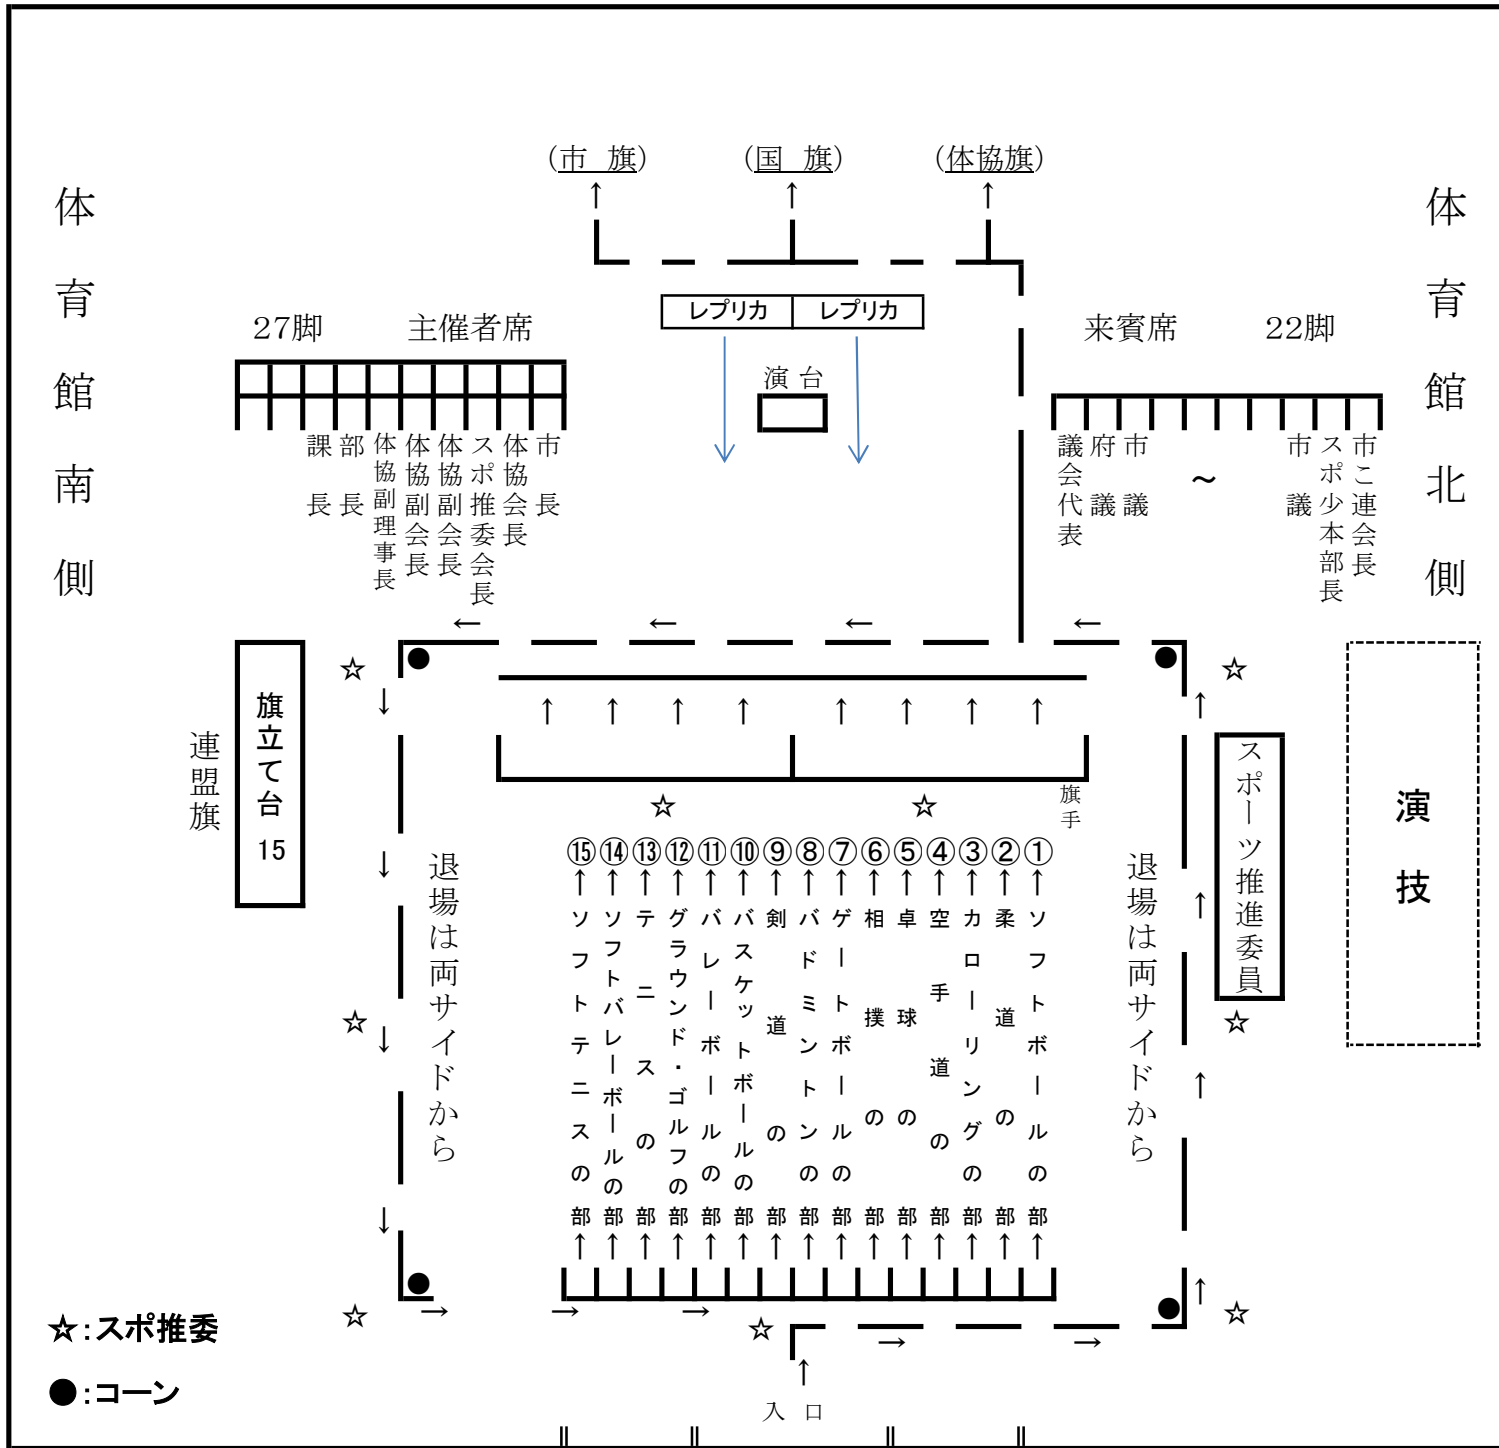 (市 旗)
(国 旗)
(体協旗)
体育館南側
体育館北側
レプリカ
レプリカ
27脚
主催者席
来賓席
22脚
演台
課長
部長
体協副理事長
体協副会長
体協副会長
スポ推委会長
体協会長
市長
議会代表
府議
市議
～
市議
スポ少本部長
市こ連会長
← ← ← ←
連盟旗
旗立て台 15
スポーツ推進委員
演技
旗手
退場は両サイドから
退場は両サイドから
⑮ ⑭ ⑬ ⑫ ⑪ ⑩ ⑨ ⑧ ⑦ ⑥ ⑤ ④ ③ ② ①
ソフトテニスの部
ソフトバレーボールの部
テニスの部
グラウンド・ゴルフの部
バレーボールの部
バスケットボールの部
剣道の部
バドミントンの部
ゲートボールの部
相撲の部
卓球の部
空手道の部
カローリングの部
柔道の部
ソフトボールの部
☆:スポ推委
●:コーン
入口